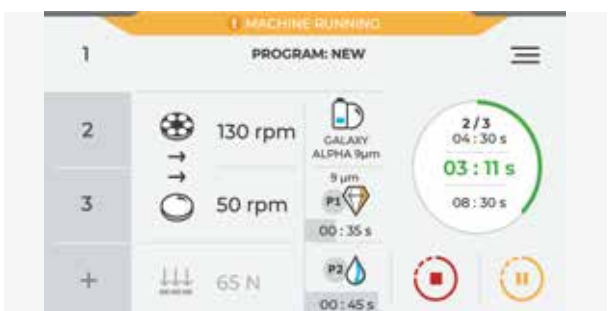 ! MACHINE RUNNING
1
PROGRAM: NEW
2
130 rpm
GALAXY
ALPHA 9µm
2/3
04:30 s
03:11 s
08:30 s
3
50 rpm
9 µm
P1
00:35 s
+
65 N
P2
00:45 s